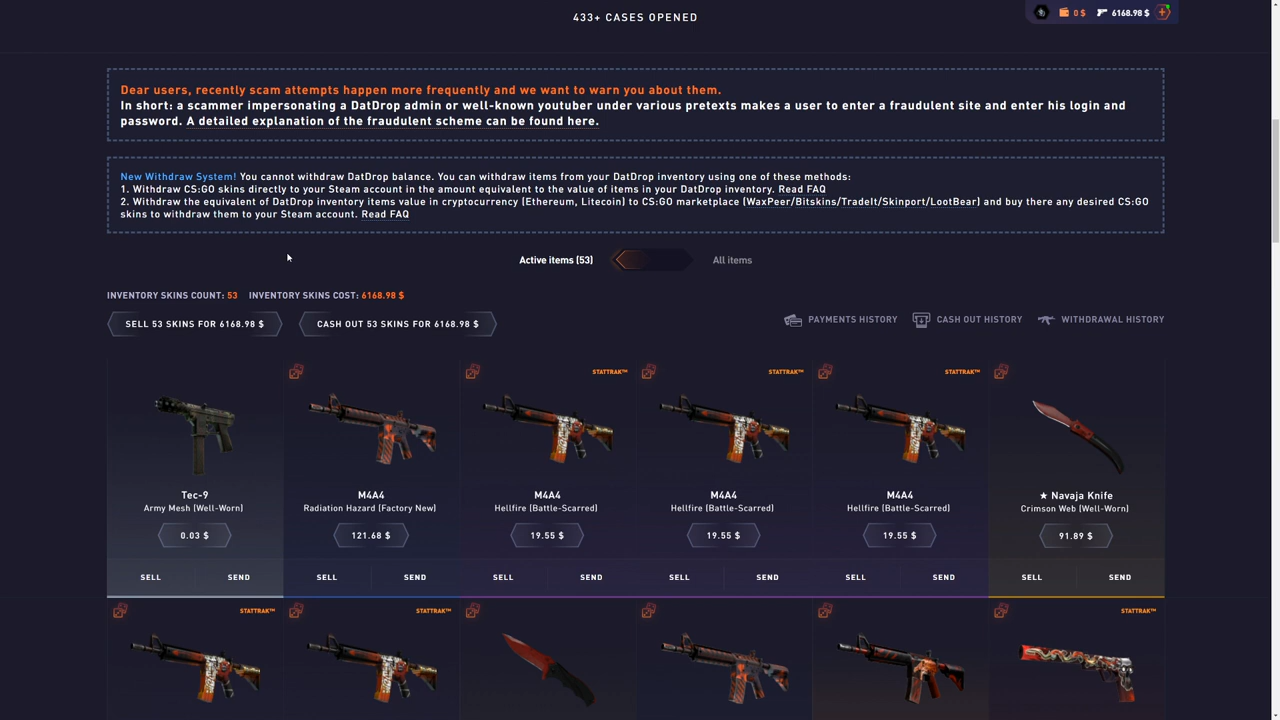 433+ CASES OPENED
0 $ 6168.98 $
Dear users, recently scam attempts happen more frequently and we want to warn you about them.
In short: a scammer impersonating a DatDrop admin or well-known youtuber under various pretexts makes a user to enter a fraudulent site and enter his login and
password. A detailed explanation of the fraudulent scheme can be found here.
New Withdraw System! You cannot withdraw DatDrop balance. You can withdraw items from your DatDrop inventory using one of these methods:
1. Withdraw CS:GO skins directly to your Steam account in the amount equivalent to the value of items in your DatDrop inventory. Read FAQ
2. Withdraw the equivalent of DatDrop inventory items value in cryptocurrency (Ethereum, Litecoin) to CS:GO marketplace (WaxPeer/Bitskins/TradeIt/Skinport/LootBear) and buy there any desired CS:GO
skins to withdraw them to your Steam account. Read FAQ
Active items (53) All items
INVENTORY SKINS COUNT: 53 INVENTORY SKINS COST: 6168.98 $
SELL 53 SKINS FOR 6168.98 $ CASH OUT 53 SKINS FOR 6168.98 $ PAYMENTS HISTORY CASH OUT HISTORY WITHDRAWAL HISTORY
STATTRAK™ STATTRAK™ STATTRAK™
Tec-9 M4A4 M4A4 M4A4 M4A4 ★ Navaja Knife
Army Mesh (Well-Worn) Radiation Hazard (Factory New) Hellfire (Battle-Scarred) Hellfire (Battle-Scarred) Hellfire (Battle-Scarred) Crimson Web (Well-Worn)
0.03 $ 121.68 $ 19.55 $ 19.55 $ 19.55 $ 91.89 $
SELL SEND SELL SEND SELL SEND SELL SEND SELL SEND SELL SEND
STATTRAK™ STATTRAK™ STATTRAK™